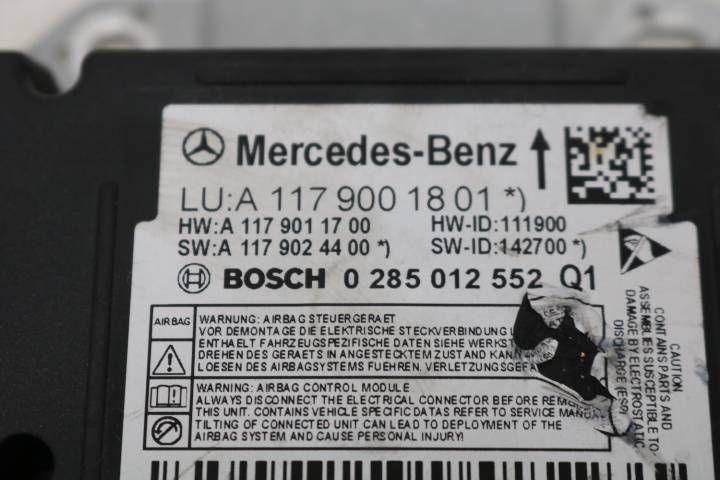 Mercedes-Benz
LU:A 117 900 18 01 *)
HW:A 117 901 17 00 HW-ID:111900
SW:A 117 902 44 00 *) SW-ID:142700 *)
BOSCH 0 285 012 552 Q1
AIRBAG
WARNUNG: AIRBAG STEUERGERAET
VOR DEMONTAGE DIE ELEKTRISCHE STECKVERBINDUNG
ENTHAELT FAHRZEUGSPEZIFISCHE DATEN SIEHE
DREHEN DES GERAETS IN ANGESTECKTEM ZUSTAND
LOESEN DES AIRBAGSYSTEMS FUEHREN.
WARNING: AIRBAG CONTROL MODULE
ALWAYS DISCONNECT THE ELECTRICAL CONNECTOR BEFORE
THIS UNIT. CONTAINS VEHICLE SPECIFIC DATAS REFER TO SERVICE MANUAL
TILTING OF CONNECTED UNIT CAN LEAD TO DEPLOYMENT OF THE
AIRBAG SYSTEM AND CAUSE PERSONAL INJURY!
CAUTION
CONTAINS PARTS AND
ASSEMBLIES SUSCEPTIBLE TO
DAMAGE BY ELECTROSTATIC
DISCHARGE (ESD)